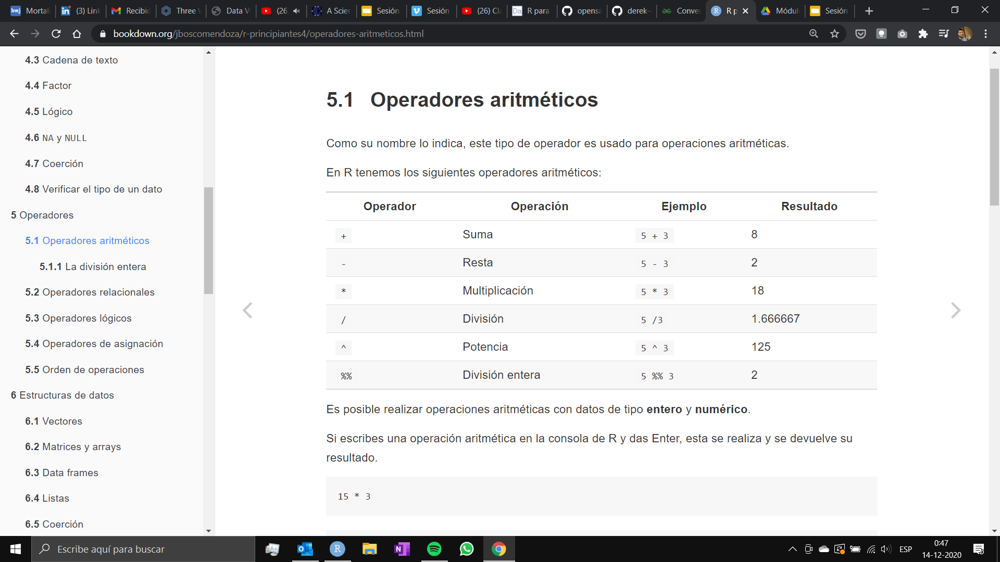 Mortali
(3) Link
Recibid
Three V
Data Vi
(26
A Scien
Sesión
Sesión
(26) Cla
R para
opensa
derek-
Conver
R p
Módul
Sesión
bookdown.org/jboscomendoza/r-principiantes4/operadores-aritmeticos.html
4.3 Cadena de texto
4.4 Factor
4.5 Lógico
4.6 NA y NULL
4.7 Coerción
4.8 Verificar el tipo de un dato
5 Operadores
5.1 Operadores aritméticos
5.1.1 La división entera
5.2 Operadores relacionales
5.3 Operadores lógicos
5.4 Operadores de asignación
5.5 Orden de operaciones
6 Estructuras de datos
6.1 Vectores
6.2 Matrices y arrays
6.3 Data frames
6.4 Listas
6.5 Coerción
5.1 Operadores aritméticos
Como su nombre lo indica, este tipo de operador es usado para operaciones aritméticas.
En R tenemos los siguientes operadores aritméticos:
Operador Operación Ejemplo Resultado
+ Suma 5 + 3 8
- Resta 5 - 3 2
* Multiplicación 5 * 3 18
/ División 5 /3 1.666667
^ Potencia 5 ^ 3 125
%% División entera 5 %% 3 2
Es posible realizar operaciones aritméticas con datos de tipo entero y numérico.
Si escribes una operación aritmética en la consola de R y das Enter, esta se realiza y se devuelve su
resultado.
15 * 3
Escribe aquí para buscar
ESP
0:47
14-12-2020